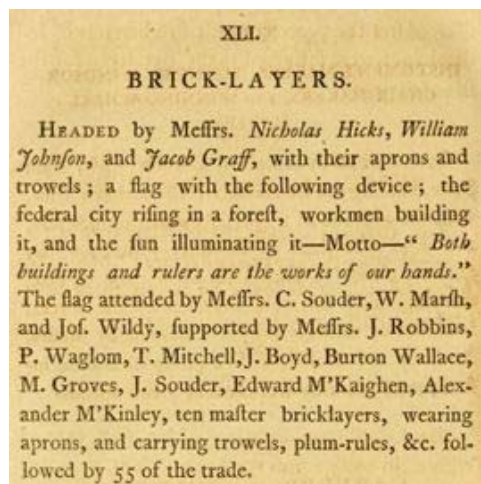 XLI.
BRICK-LAYERS.
HEADED by Meſſrs. Nicholas Hicks, William
Johnſon, and Jacob Graff, with their aprons and
trowels; a flag with the following device; the
federal city riſing in a foreſt, workmen building
it, and the ſun illuminating it—Motto—“ Both
buildings and rulers are the works of our hands.”
The flag attended by Meſſrs. C. Souder, W. Marſh,
and Joſ. Wildy, ſupported by Meſſrs. J. Robbins,
P. Waglom, T. Mitchell, J. Boyd, Burton Wallace,
M. Groves, J. Souder, Edward M'Kaighen, Alex-
ander M'Kinley, ten maſter bricklayers, wearing
aprons, and carrying trowels, plum-rules, &c. fol-
lowed by 55 of the trade.